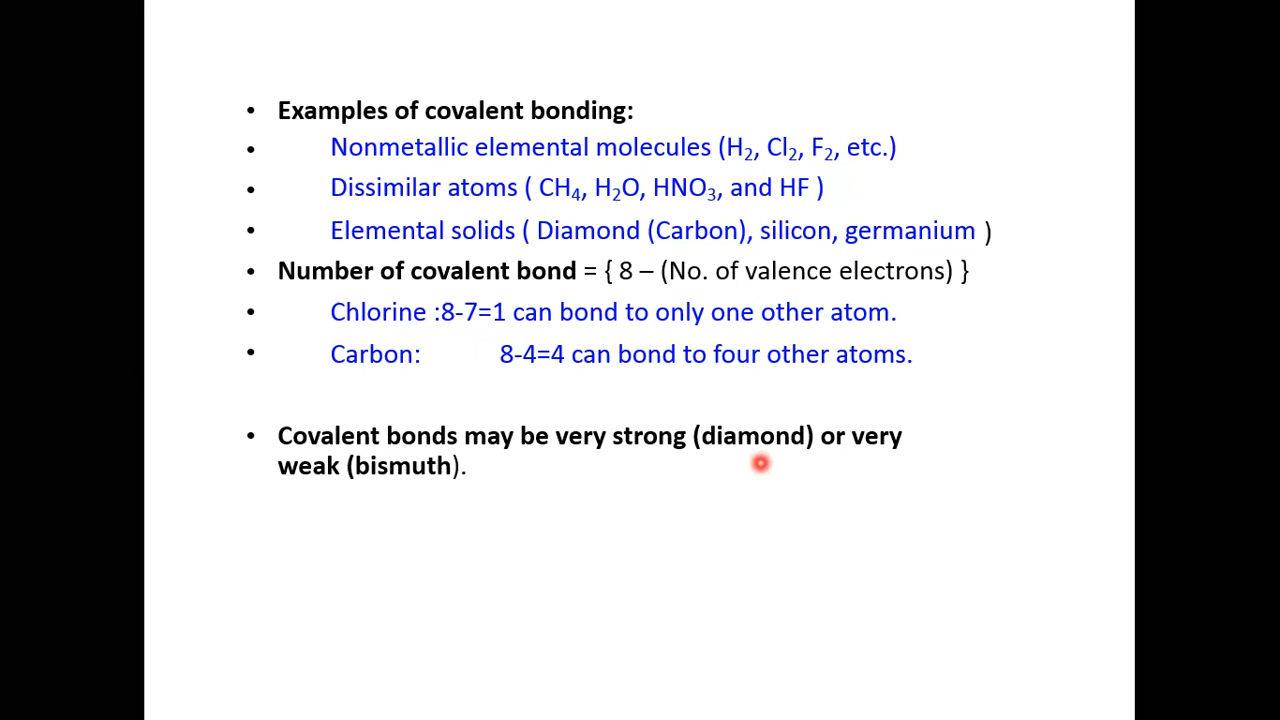 • Examples of covalent bonding:
• Nonmetallic elemental molecules (H₂, Cl₂, F₂, etc.)
• Dissimilar atoms ( CH₄, H₂O, HNO₃, and HF )
• Elemental solids ( Diamond (Carbon), silicon, germanium )
• Number of covalent bond = { 8 – (No. of valence electrons) }
• Chlorine :8-7=1 can bond to only one other atom.
• Carbon: 8-4=4 can bond to four other atoms.
• Covalent bonds may be very strong (diamond) or very
weak (bismuth).